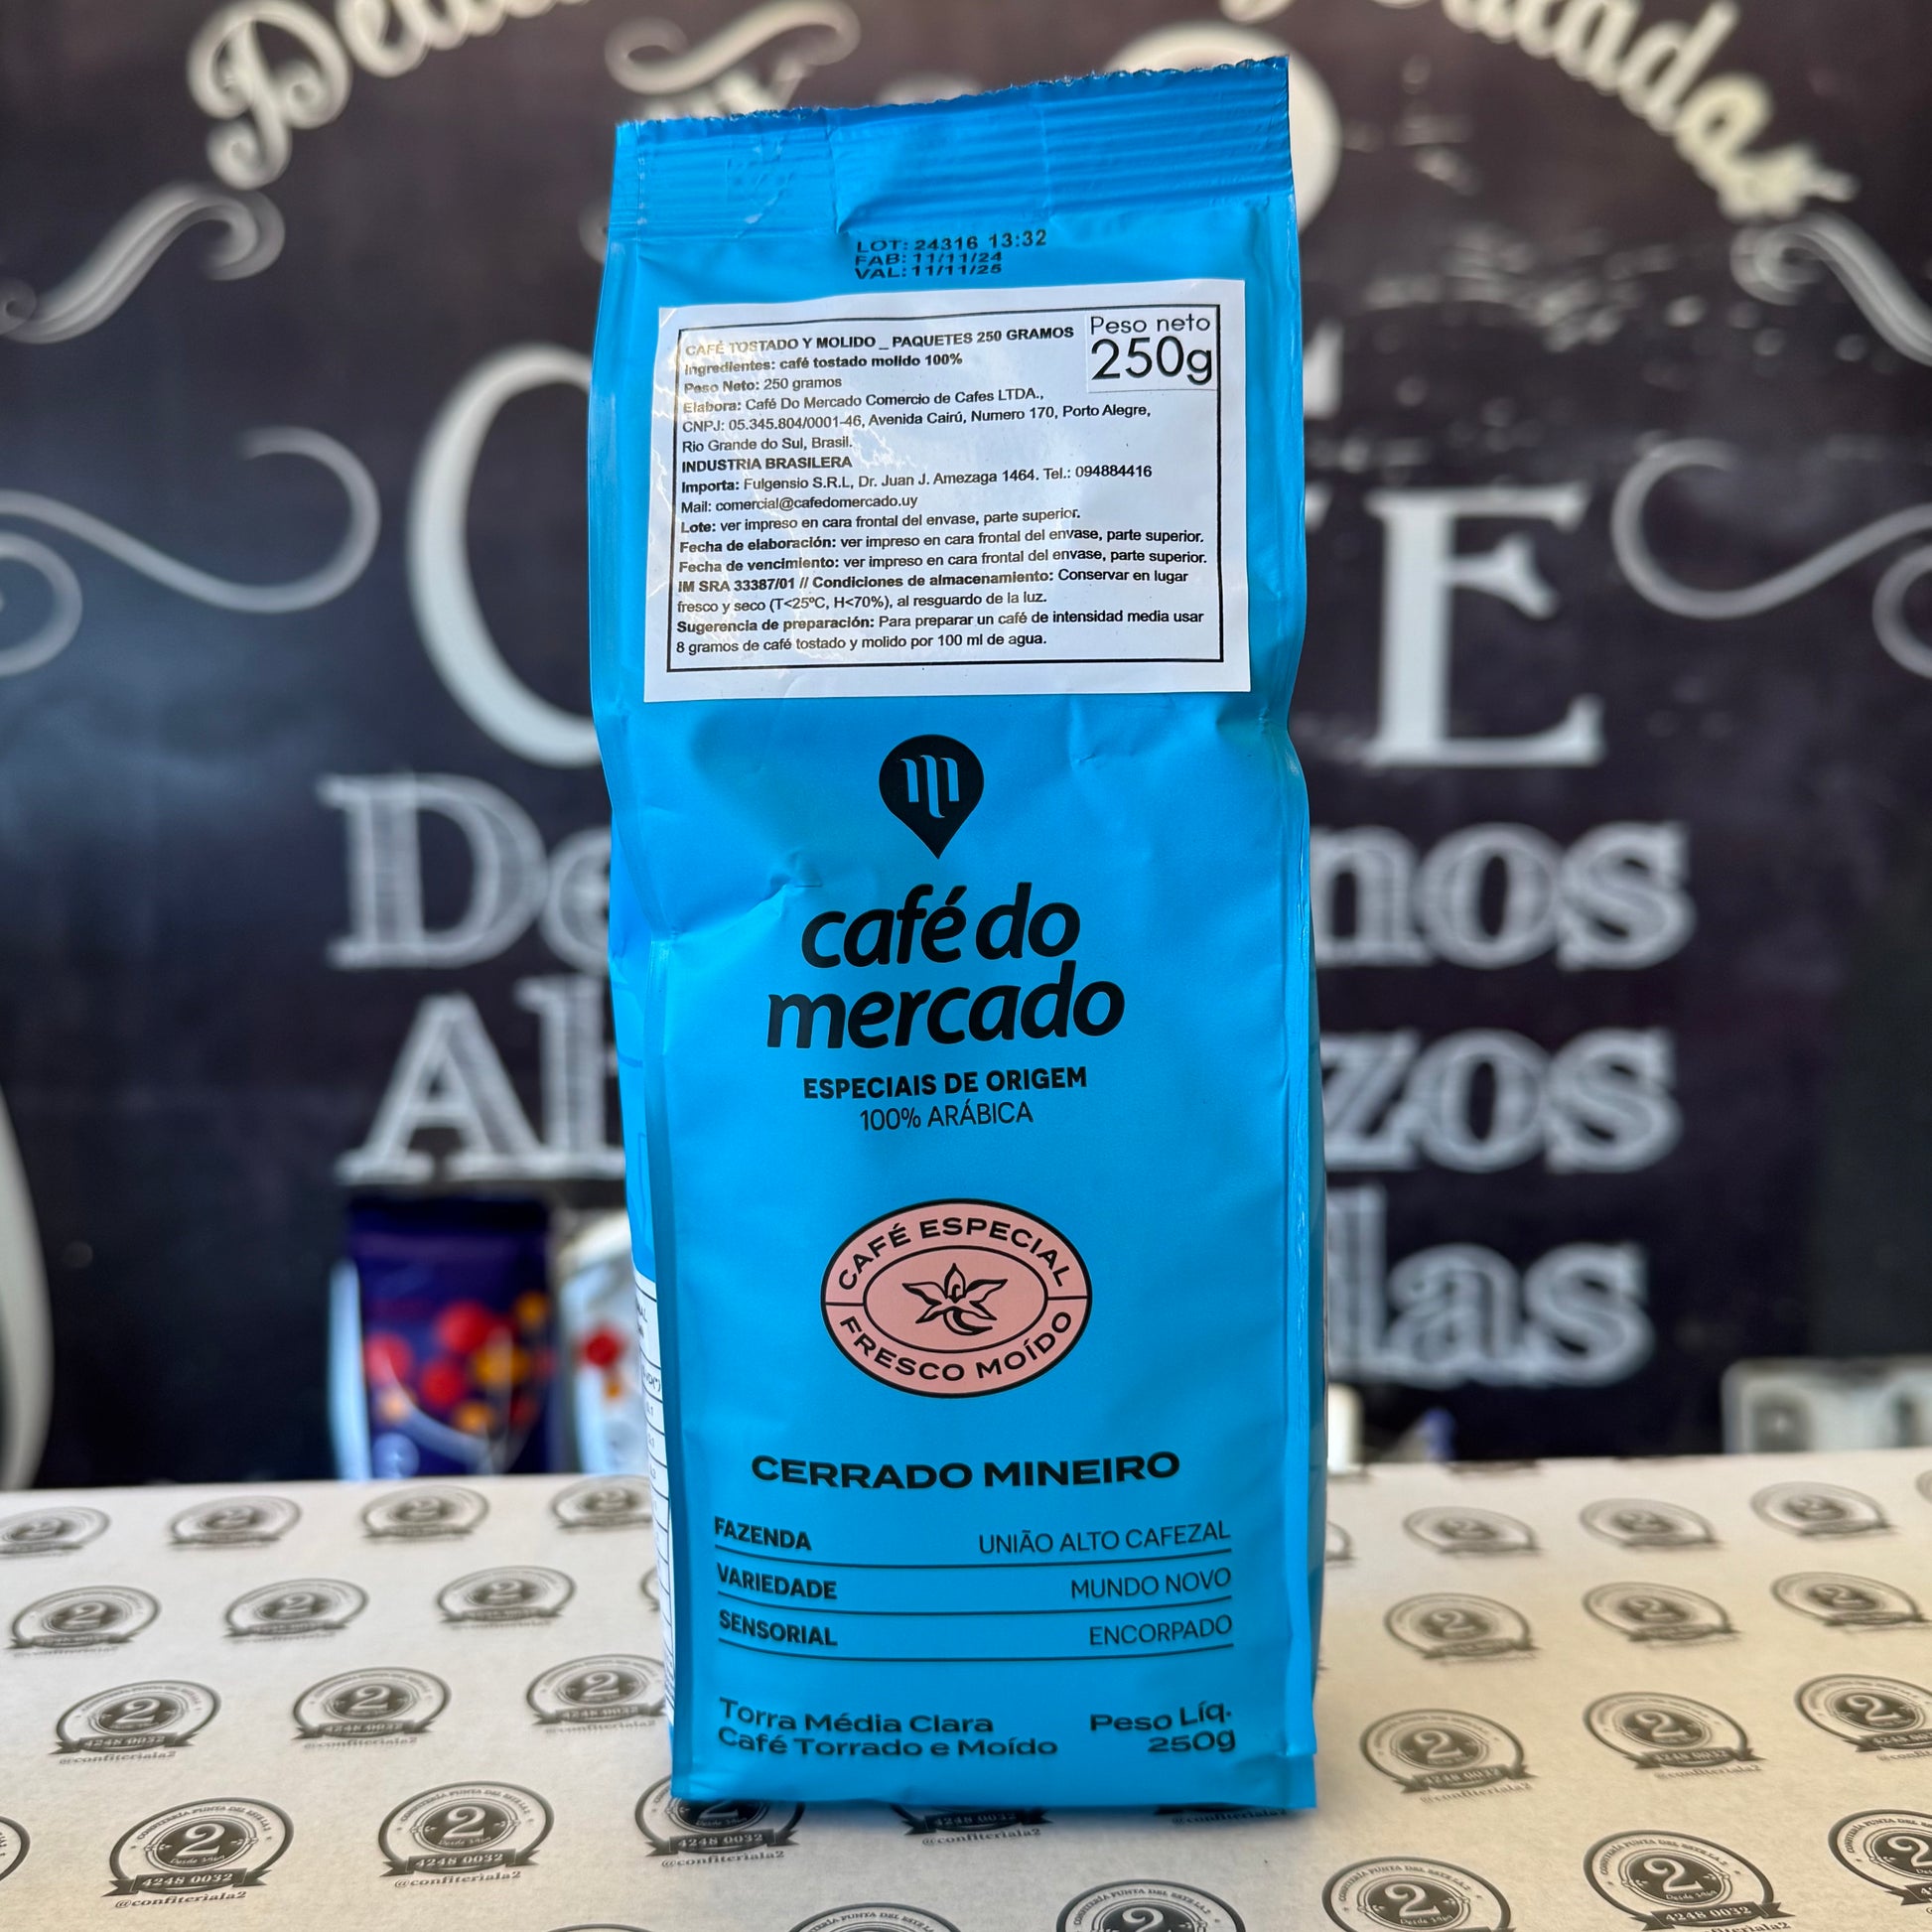 LOT: 24316 13:32
FAB: 11/11/24
VAL: 11/11/25
CAFÉ TOSTADO Y MOLIDO _ PAQUETES 250 GRAMOS
Peso neto
250g
Ingredientes: café tostado molido 100%
Peso Neto: 250 gramos
Elabora: Café Do Mercado Comercio de Cafes LTDA.,
CNPJ: 05.345.804/0001-46, Avenida Cairú, Numero 170, Porto Alegre,
Rio Grande do Sul, Brasil.
INDUSTRIA BRASILERA
Importa: Fulgensio S.R.L, Dr. Juan J. Amezaga 1464. Tel.: 094884416
Mail: comercial@cafedomercado.uy
Lote: ver impreso en cara frontal del envase, parte superior.
Fecha de elaboración: ver impreso en cara frontal del envase, parte superior.
Fecha de vencimiento: ver impreso en cara frontal del envase, parte superior.
IM SRA 33387/01 // Condiciones de almacenamiento: Conservar en lugar
fresco y seco (T<25ºC, H<70%), al resguardo de la luz.
Sugerencia de preparación: Para preparar un café de intensidad media usar
8 gramos de café tostado y molido por 100 ml de agua.
café do
mercado
ESPECIAIS DE ORIGEM
100% ARÁBICA
CAFÉ ESPECIAL
FRESCO MOÍDO
CERRADO MINEIRO
FAZENDA UNIÃO ALTO CAFEZAL
VARIEDADE MUNDO NOVO
SENSORIAL ENCORPADO
Torra Média Clara
Café Torrado e Moído
Peso Líq.
250g
CONFITERÍA PUNTA DEL ESTE LA 2
2
Desde 1890
4248 0032
@confiteriala2